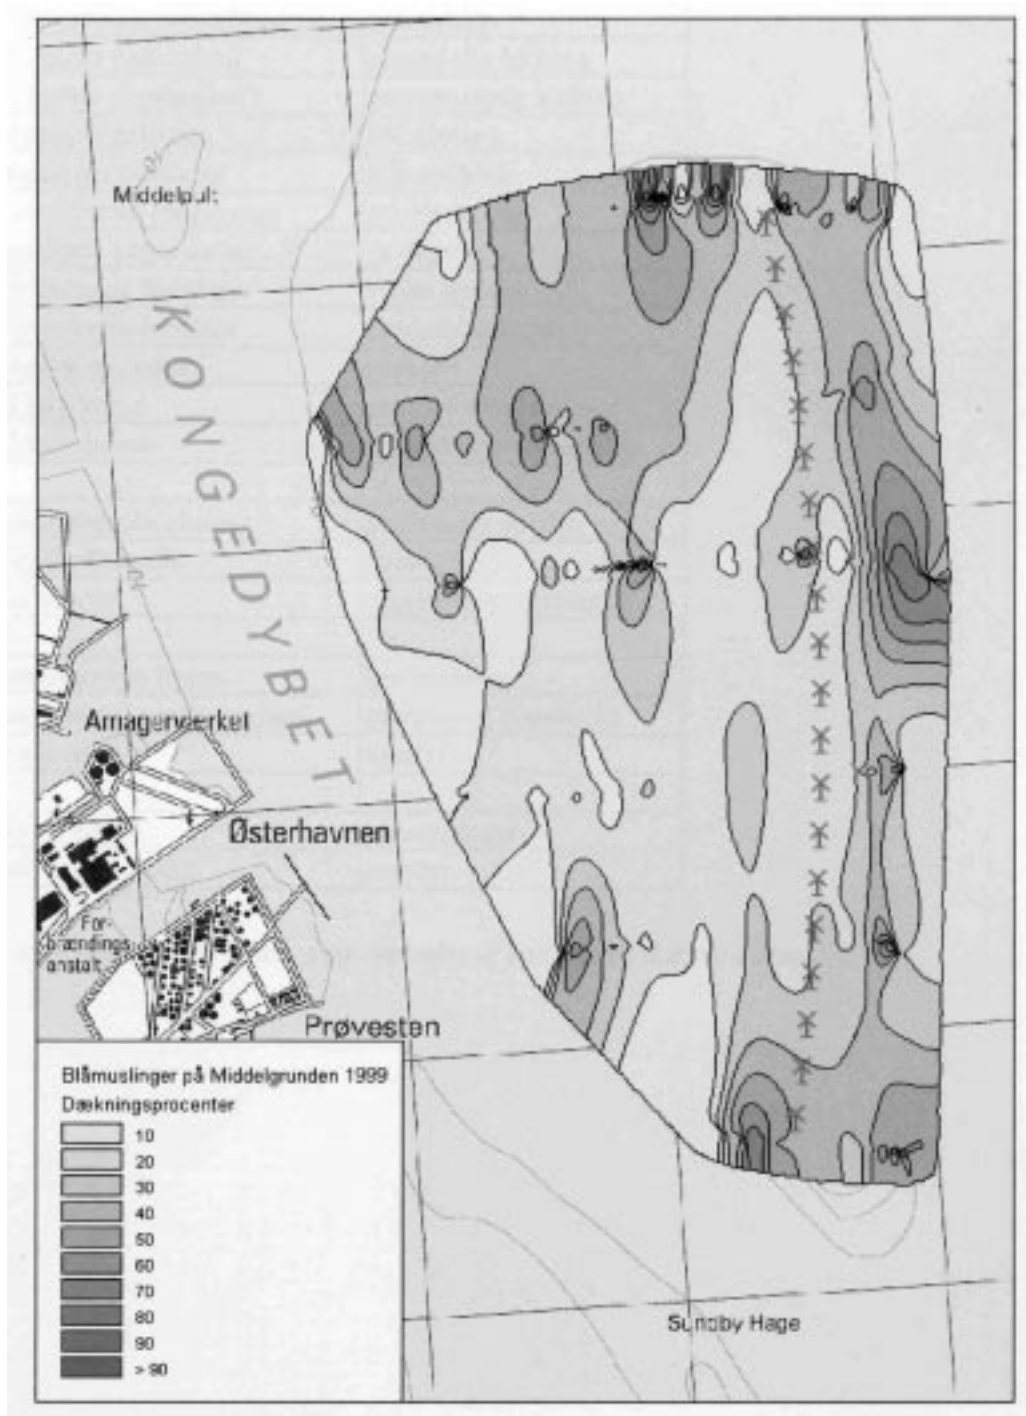 Middelpult
KONGEDYBET
Amagerværket
Østerhavnen
For-
brændings-
anstalt
Prøvesten
Blåmuslinger på Middelgrunden 1999
Dækningsprocenter
10
20
30
40
50
60
70
80
90
> 90
Sundby Hage